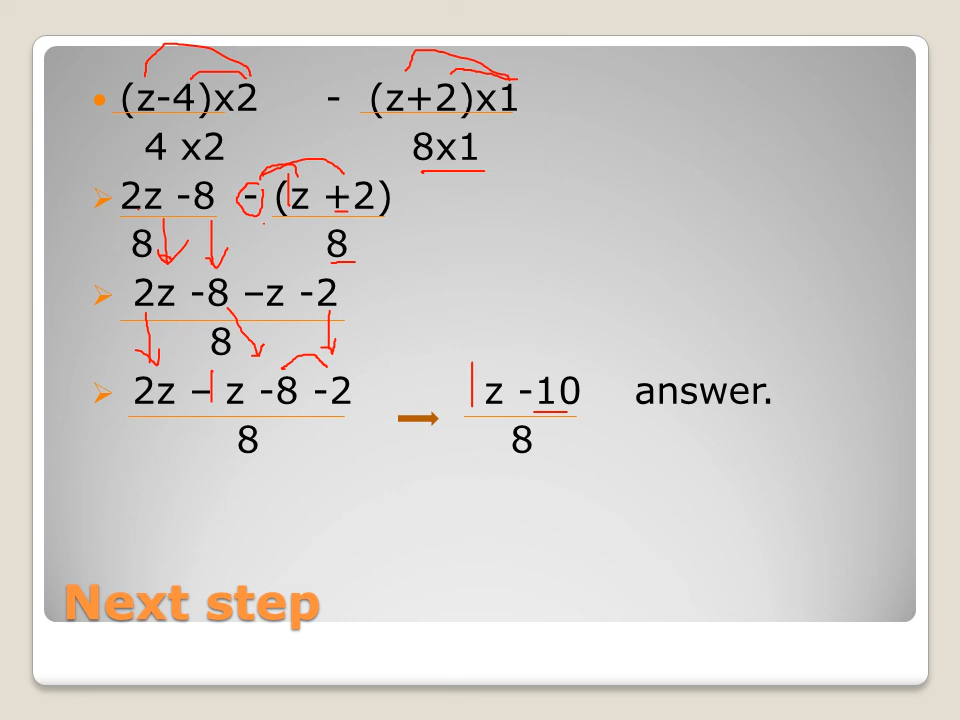 (z-4)x2 - (z+2)x1
4 x2 8x1
2z -8 - (z +2)
8 8
2z -8 –z -2
8
2z – z -8 -2 z -10 answer.
8 8
Next step